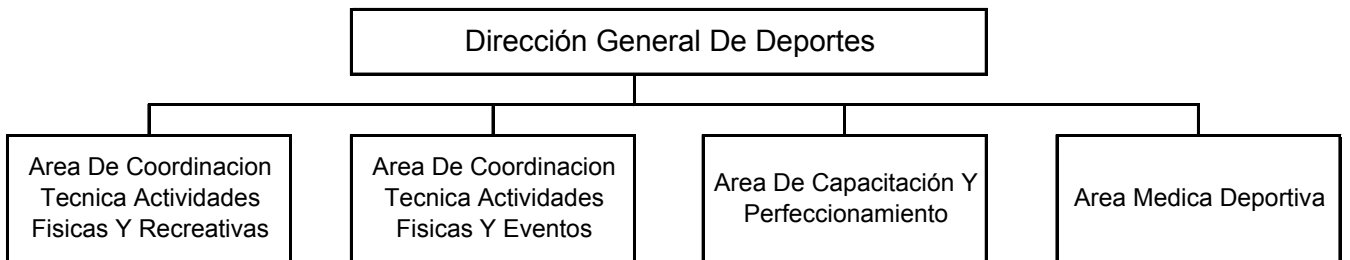 Dirección General De Deportes
Area De Coordinacion
Tecnica Actividades
Fisicas Y Recreativas
Area De Coordinacion
Tecnica Actividades
Fisicas Y Eventos
Area De Capacitación Y
Perfeccionamiento
Area Medica Deportiva